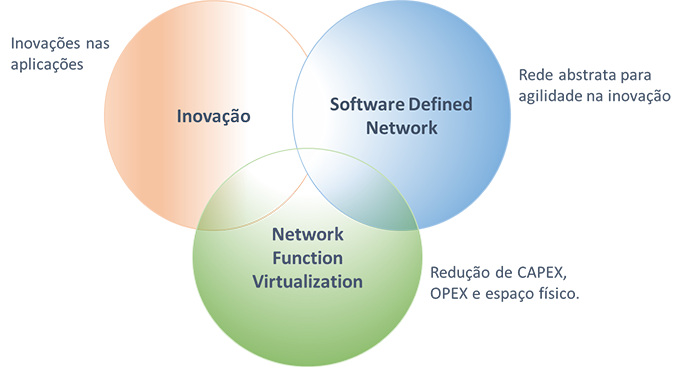 Inovações nas
aplicações
Inovação
Software Defined
Network
Rede abstrata para
agilidade na inovação
Network
Function
Virtualization
Redução de CAPEX,
OPEX e espaço físico.